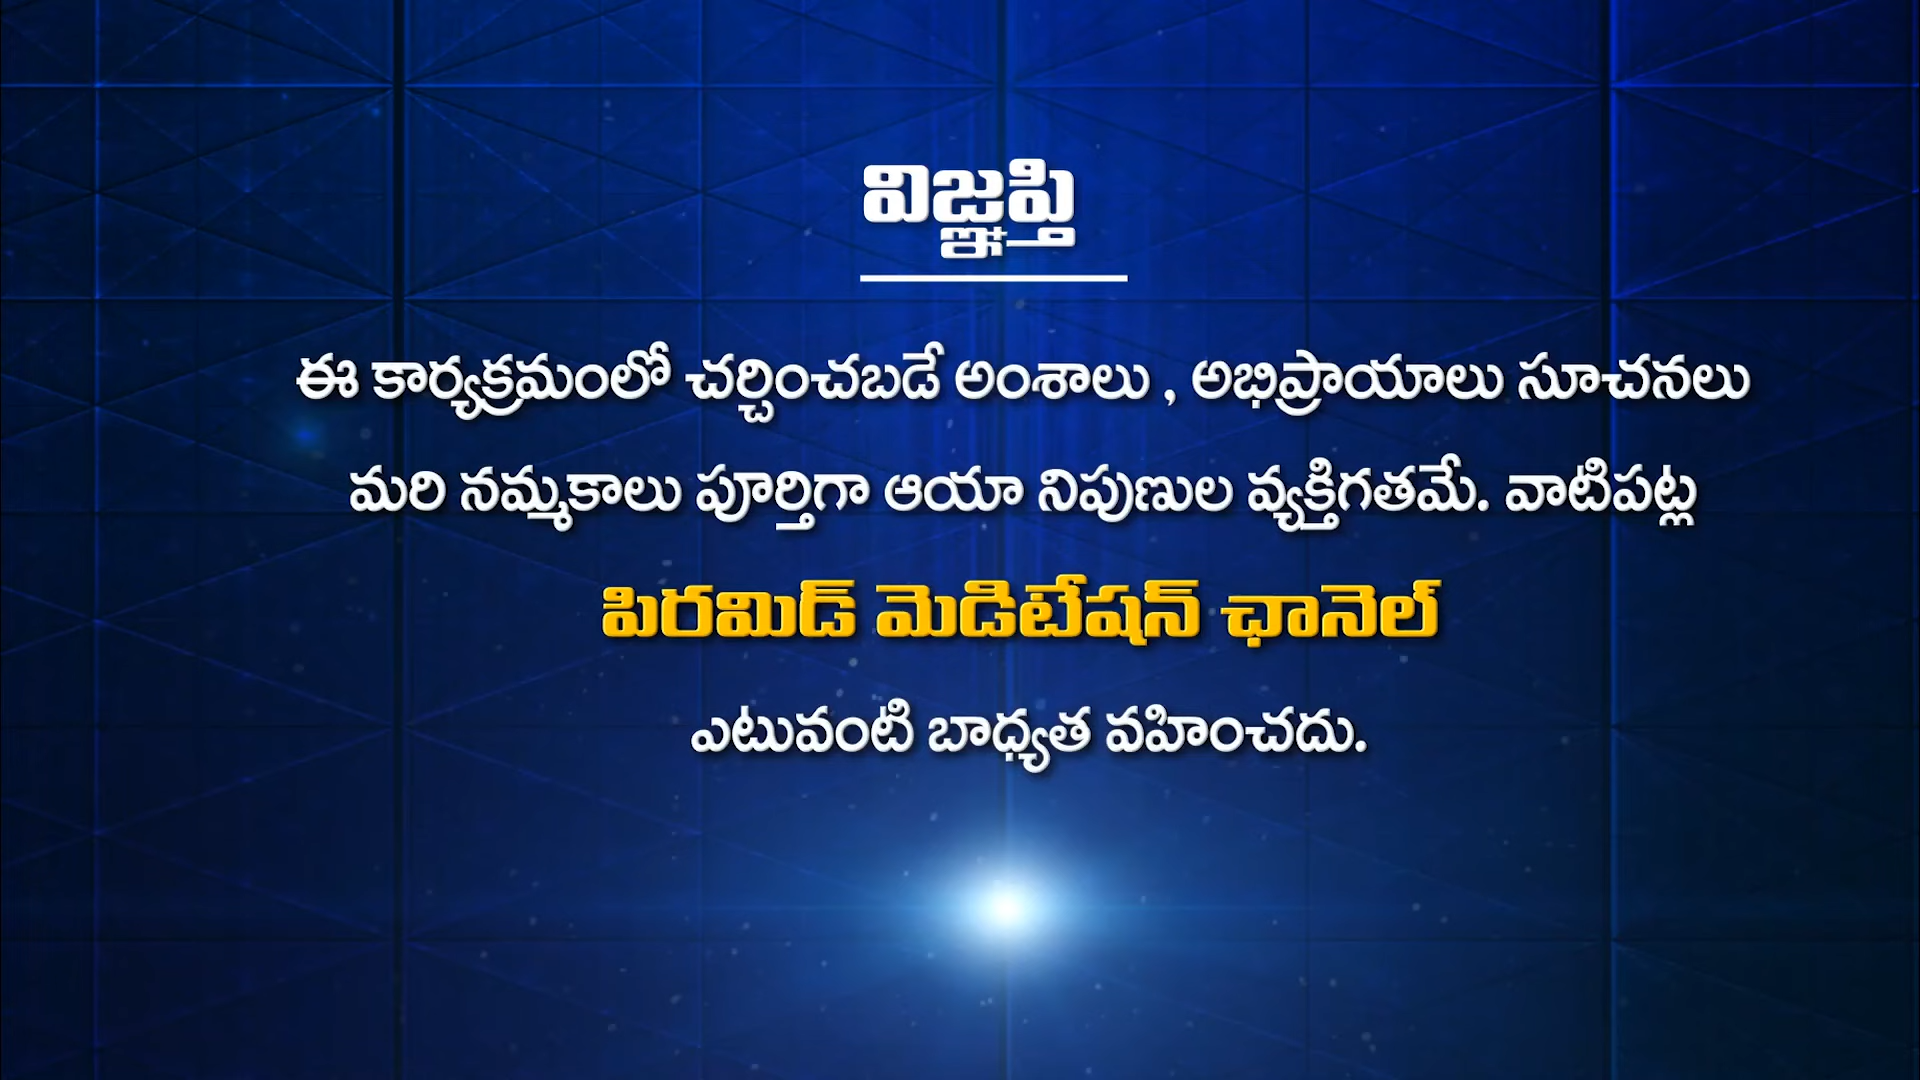 విజ్ఞప్తి
ఈ కార్యక్రమంలో చర్చించబడే అంశాలు , అభిప్రాయాలు సూచనలు
మరి నమ్మకాలు పూర్తిగా ఆయా నిపుణుల వ్యక్తిగతమే. వాటిపట్ల
పిరమిడ్ మెడిటేషన్ ఛానెల్
ఎటువంటి బాధ్యత వహించదు.